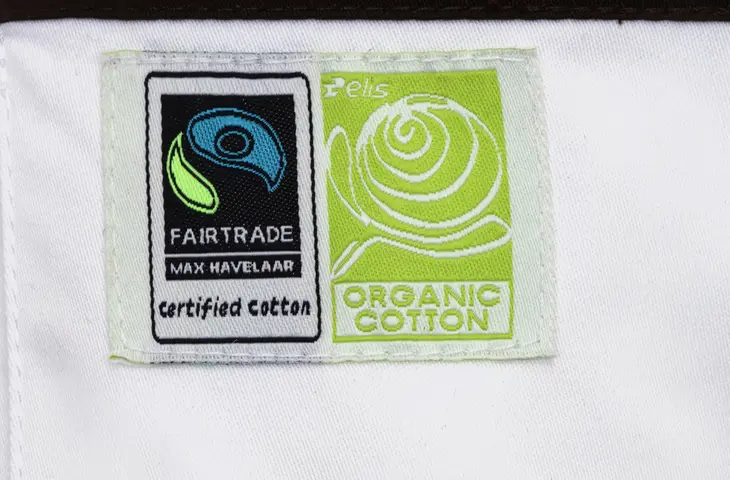 FAIRTRADE
MAX HAVELAAR
certified cotton
elis
ORGANIC
COTTON